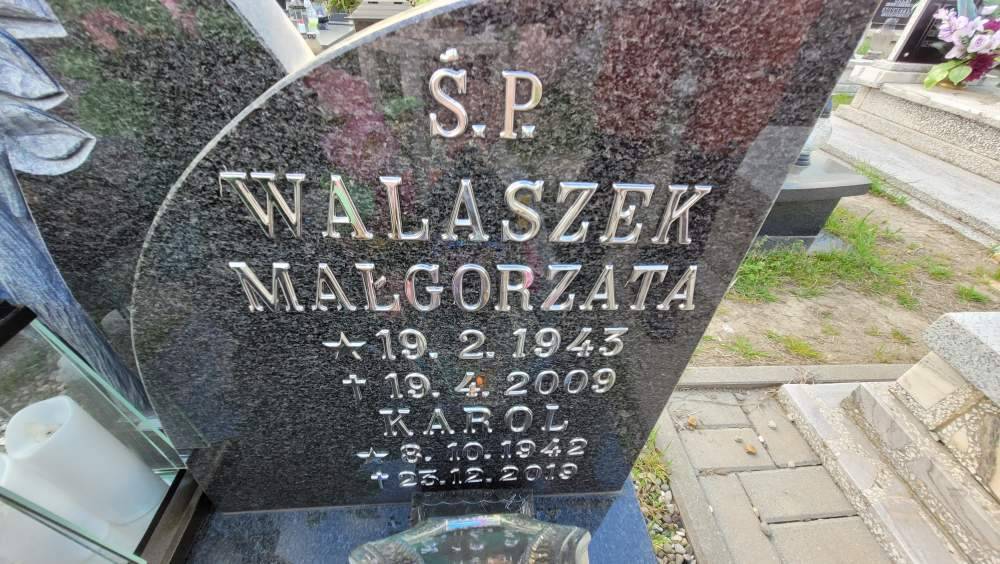 Ś.P.
WALASZEK
MAŁGORZATA
☆ 19. 2. 1943
✝ 19. 4. 2009
KAROL
☆ 8. 10. 1942
✝ 23.12. 2019